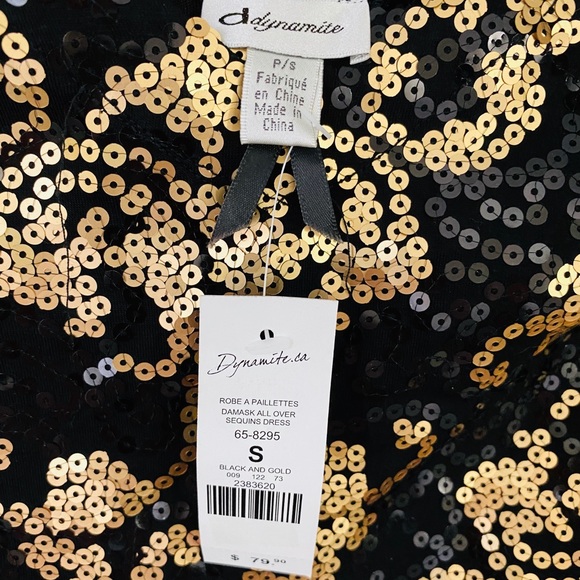 dynamite
P/S
Fabriqué
en Chine
Made in
China
Dynamite.ca
ROBE A PAILLETTES
DAMASK ALL OVER
SEQUINS DRESS
65-8295
S
BLACK AND GOLD
009 122 73
2383620
$ 79.90